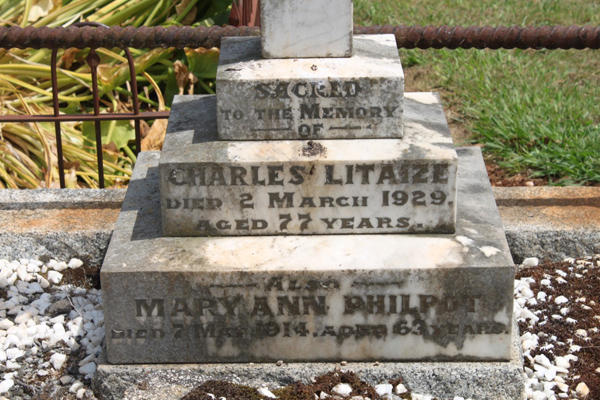 SACRED
TO THE MEMORY
OF
CHARLES LITAIZE
DIED 2 MARCH 1929.
AGED 77 YEARS.
ALSO
MARY ANN PHILPOT
DIED 7 MAY 1914. AGED 63 YEARS